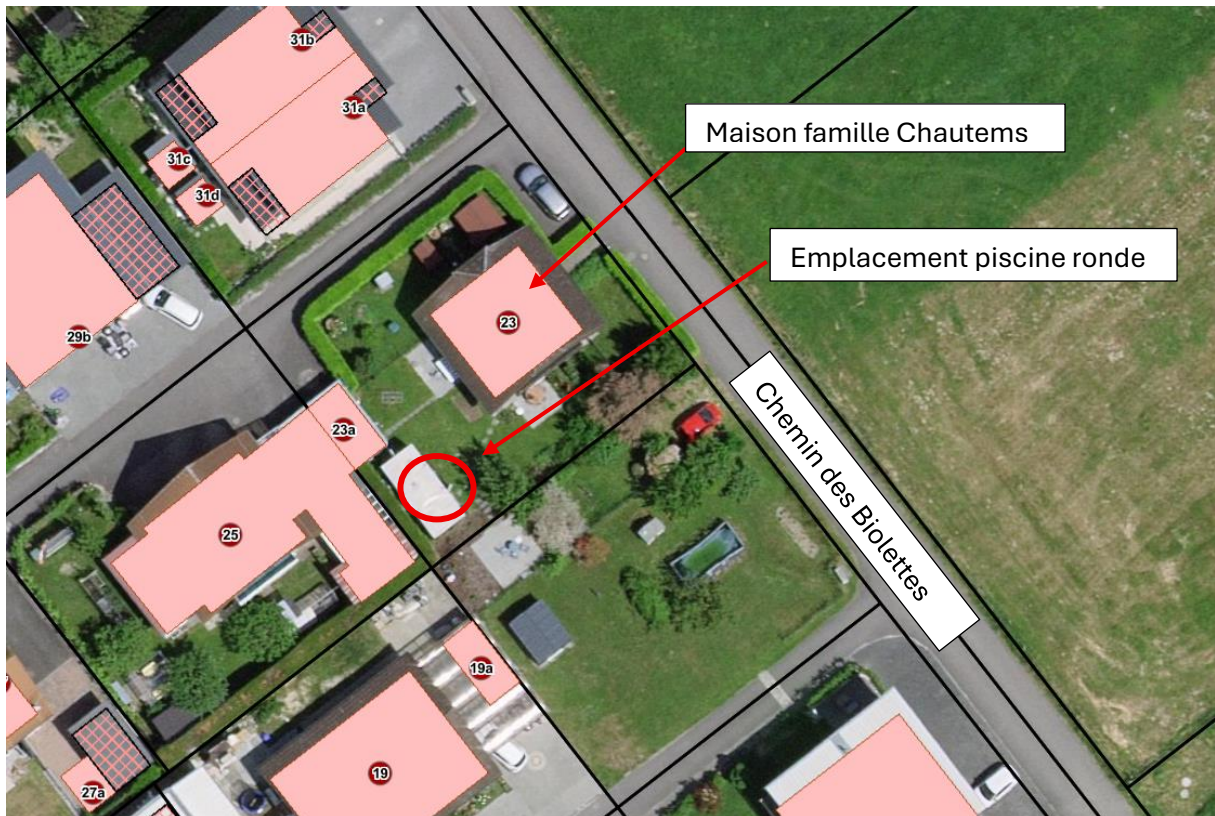 31b
31a
Maison famille Chautems
31c
31d
Emplacement piscine ronde
23
29b
23a
Chemin des Biolettes
25
19a
19
27a